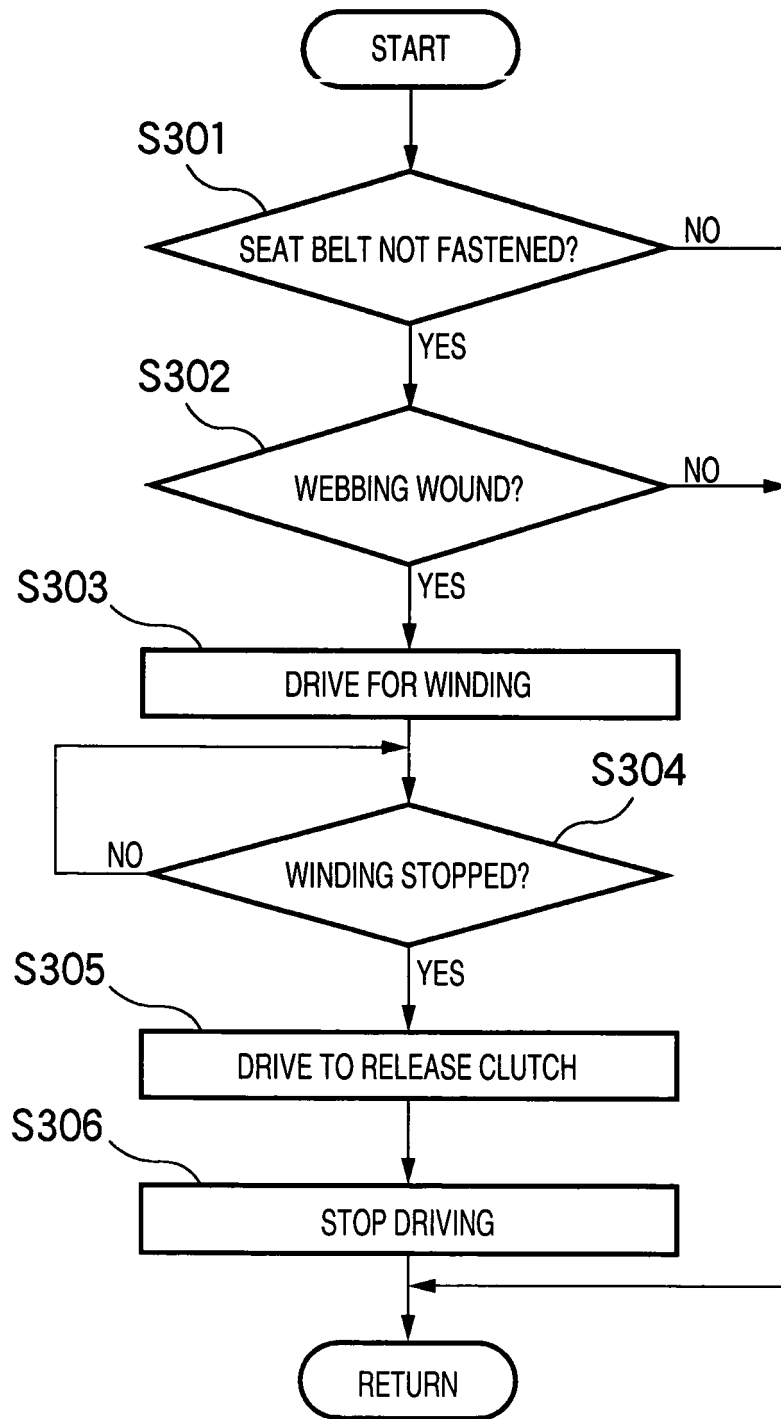 START
S301
SEAT BELT NOT FASTENED?
NO
YES
S302
WEBBING WOUND?
NO
YES
S303
DRIVE FOR WINDING
S304
WINDING STOPPED?
NO
YES
S305
DRIVE TO RELEASE CLUTCH
S306
STOP DRIVING
RETURN